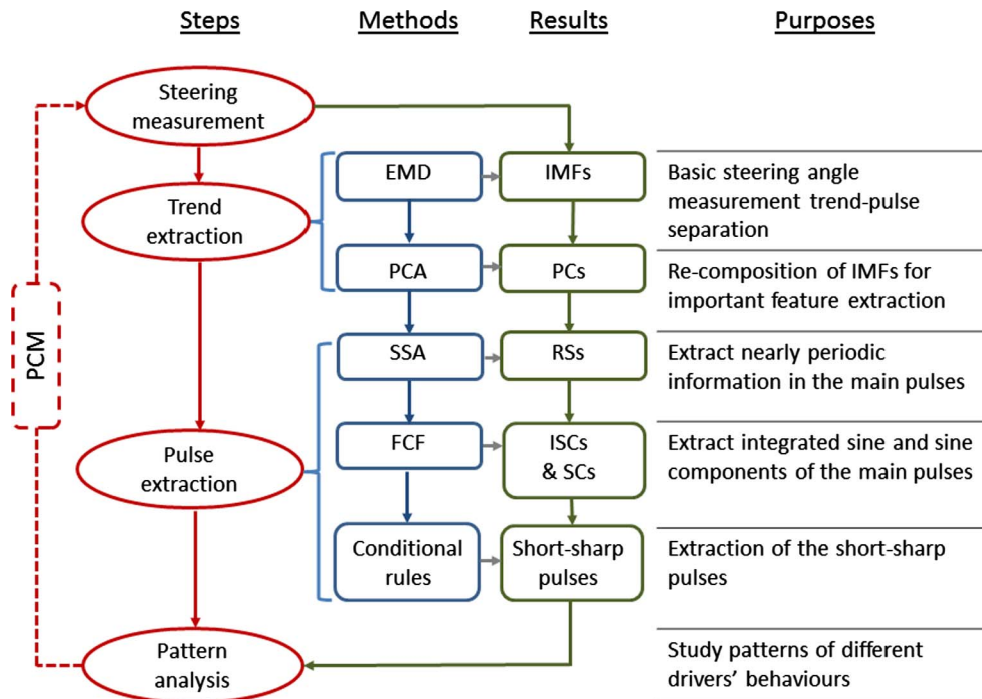 Steps
Methods
Results
Purposes
Steering
measurement
Trend
extraction
Pulse
extraction
Pattern
analysis
PCM
EMD
PCA
SSA
FCF
Conditional
rules
IMFs
PCs
RSs
ISCs
& SCs
Short-sharp
pulses
Basic steering angle
measurement trend-pulse
separation
Re-composition of IMFs for
important feature extraction
Extract nearly periodic
information in the main pulses
Extract integrated sine and sine
components of the main pulses
Extraction of the short-sharp
pulses
Study patterns of different
drivers’ behaviours